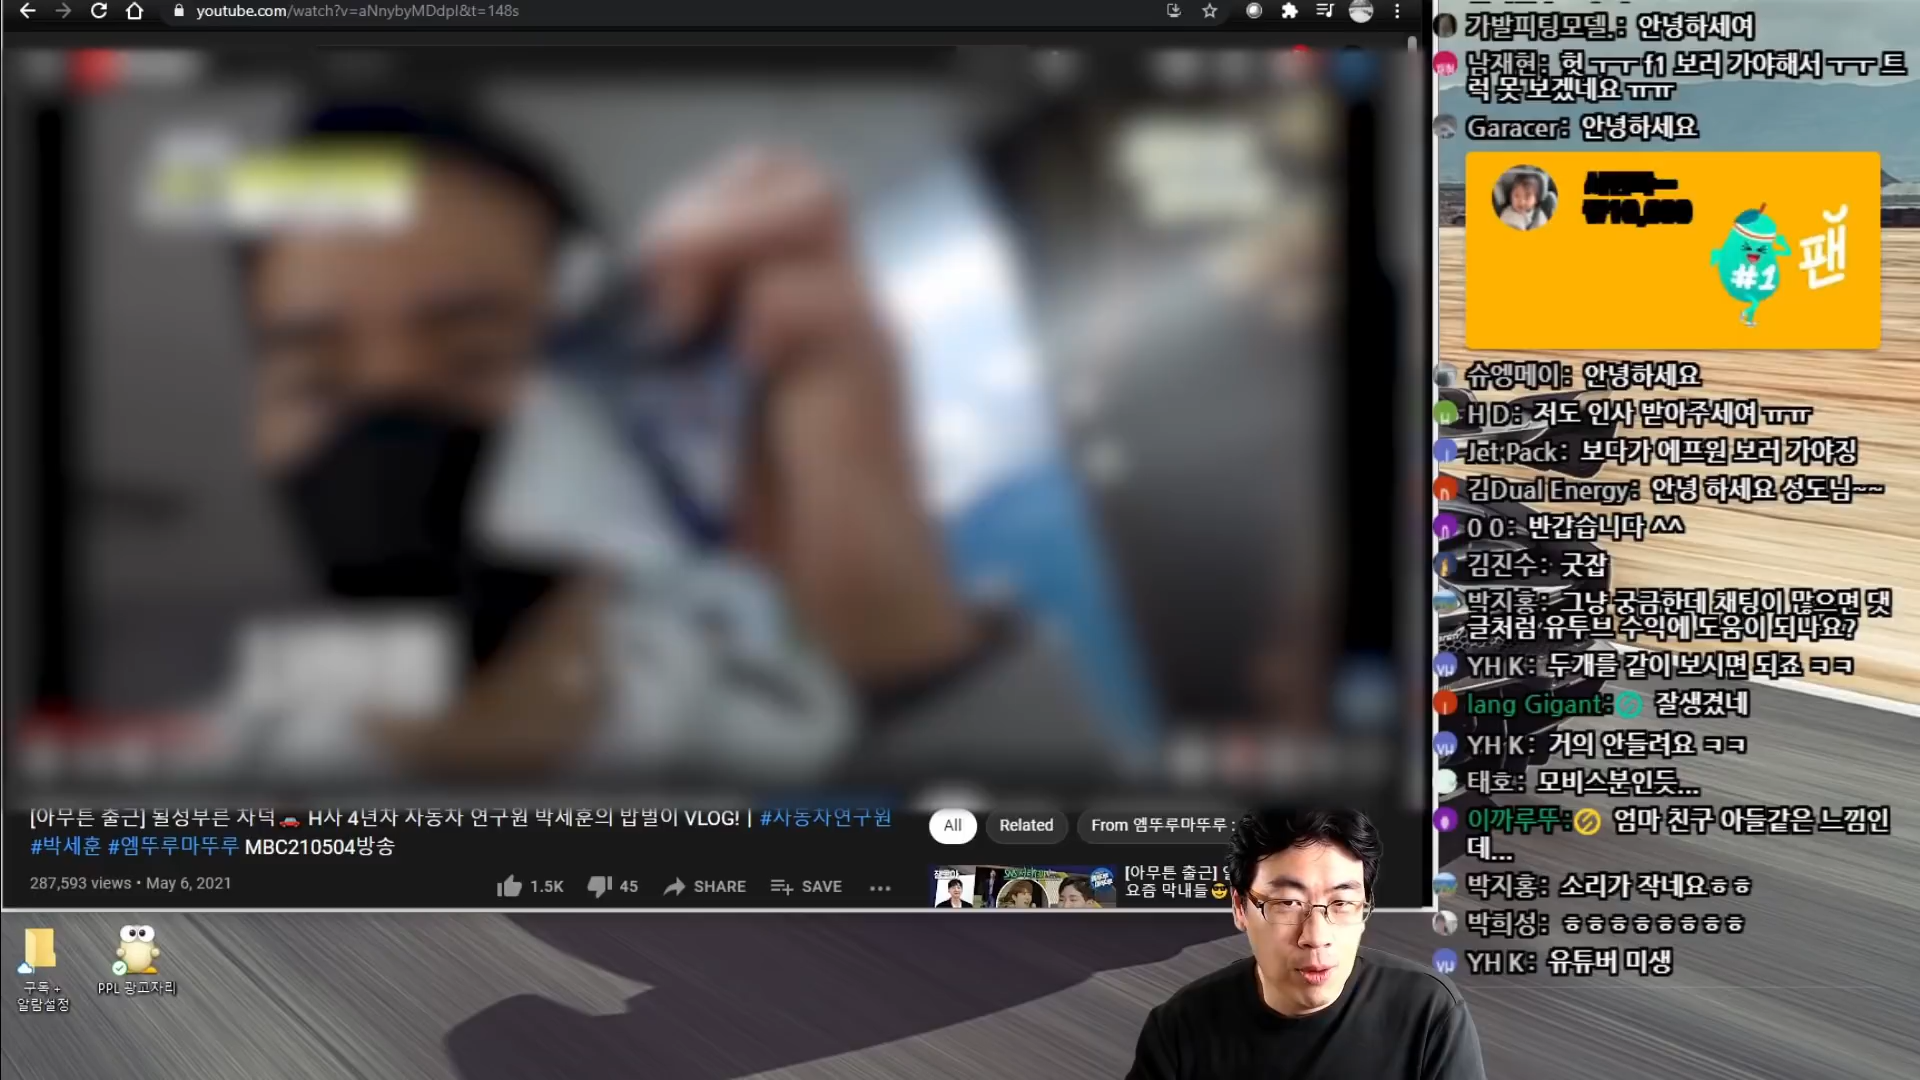 youtube.com/watch?v=aNnybyMDdpI&t=148s
[아무튼 출근] 될성부른 차덕🚗 H사 4년차 자동차 연구원 박세훈의 밥벌이 VLOG! | #자동차연구원
#박세훈 #엠뚜루마뚜루 MBC210504방송
287,593 views • May 6, 2021
1.5K
45
SHARE
SAVE
All
Related
From 엠뚜루마뚜루 :
[아무튼 출근]
요즘 막내들😎
구독 +
알람설정
PPL 광고자리
가발피팅모델.: 안녕하세여
남재현: 헛 ㅜㅜ f1 보러 가야해서 ㅜㅜ 트
럭 못 보겠네요 ㅠㅠ
Garacer: 안녕하세요
#1
팬
슈엥메이: 안녕하세요
H D: 저도 인사 받아주세여 ㅠㅠ
Jet Pack: 보다가 에프원 보러 가야징
김Dual Energy: 안녕 하세요 성도님~~
0 0: 반갑습니다 ^^
김진수: 굿잡
박지홍: 그냥 궁금한데 채팅이 많으면 댓
글처럼 유투브 수익에 도움이 되나요?
YH K: 두개를 같이 보시면 되죠 ㅋㅋ
lang Gigant: 잘생겼네
YH K: 거의 안들려요 ㅋㅋ
태호: 모비스분인듯...
이까루뚜: 엄마 친구 아들같은 느낌인
데...
박지홍: 소리가 작네요ㅎㅎ
박희성: ㅎㅎㅎㅎㅎㅎㅎㅎ
YH K: 유튜버 미생